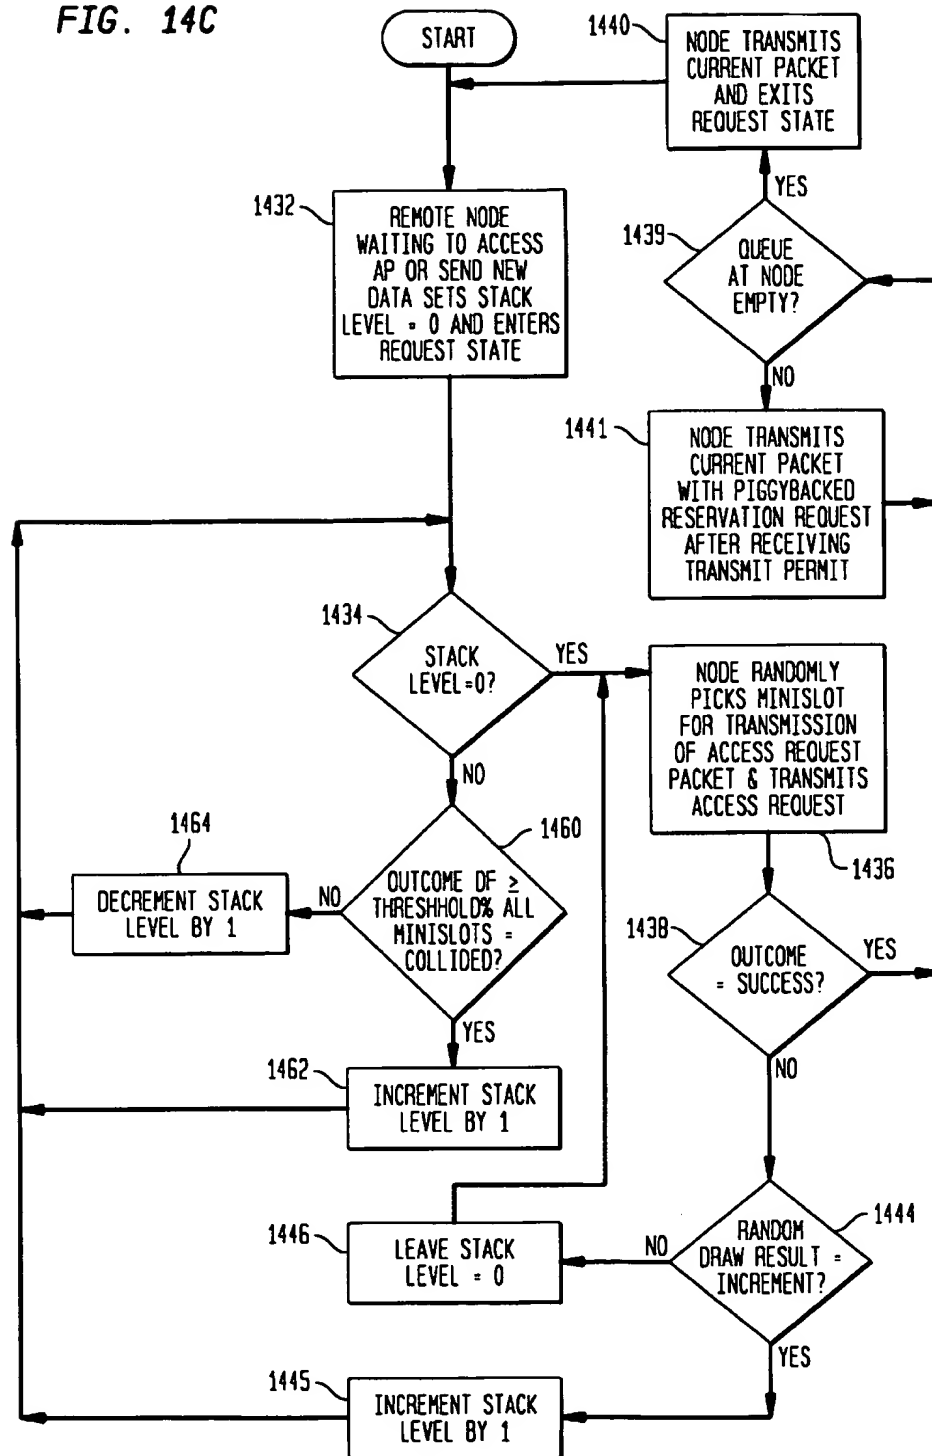 FIG. 14C
START
1440
NODE TRANSMITS
CURRENT PACKET
AND EXITS
REQUEST STATE
YES
1432
REMOTE NODE
WAITING TO ACCESS
AP OR SEND NEW
DATA SETS STACK
LEVEL = 0 AND ENTERS
REQUEST STATE
1439
QUEUE
AT NODE
EMPTY?
NO
1441
NODE TRANSMITS
CURRENT PACKET
WITH PIGGYBACKED
RESERVATION REQUEST
AFTER RECEIVING
TRANSMIT PERMIT
1434
STACK
LEVEL=0?
YES
NO
NODE RANDOMLY
PICKS MINISLOT
FOR TRANSMISSION
OF ACCESS REQUEST
PACKET & TRANSMITS
ACCESS REQUEST
1436
1464
DECREMENT STACK
LEVEL BY 1
NO
1460
OUTCOME OF ≥
THRESHHOLD% ALL
MINISLOTS =
COLLIDED?
YES
1438
OUTCOME
= SUCCESS?
YES
NO
1462
INCREMENT STACK
LEVEL BY 1
1446
LEAVE STACK
LEVEL = 0
NO
1444
RANDOM
DRAW RESULT =
INCREMENT?
YES
1445
INCREMENT STACK
LEVEL BY 1